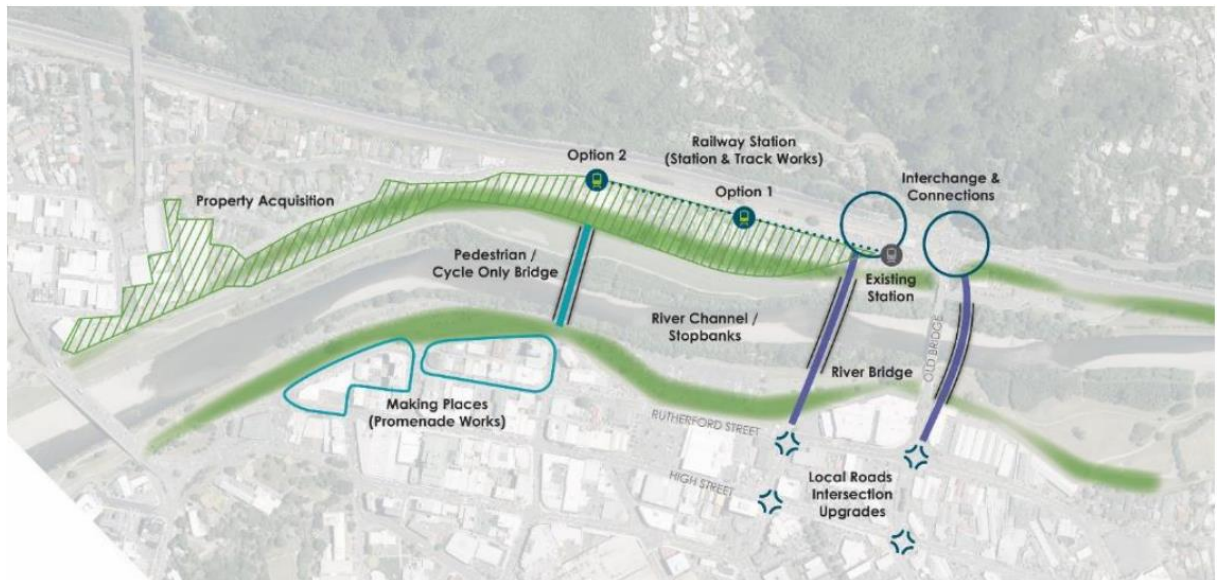 Railway Station
(Station & Track Works)
Option 2
Option 1
Interchange &
Connections
Property Acquisition
Pedestrian /
Cycle Only Bridge
Existing
Station
River Channel /
Stopbanks
OLD BRIDGE
River Bridge
Making Places
(Promenade Works)
RUTHERFORD STREET
HIGH STREET
Local Roads
Intersection
Upgrades